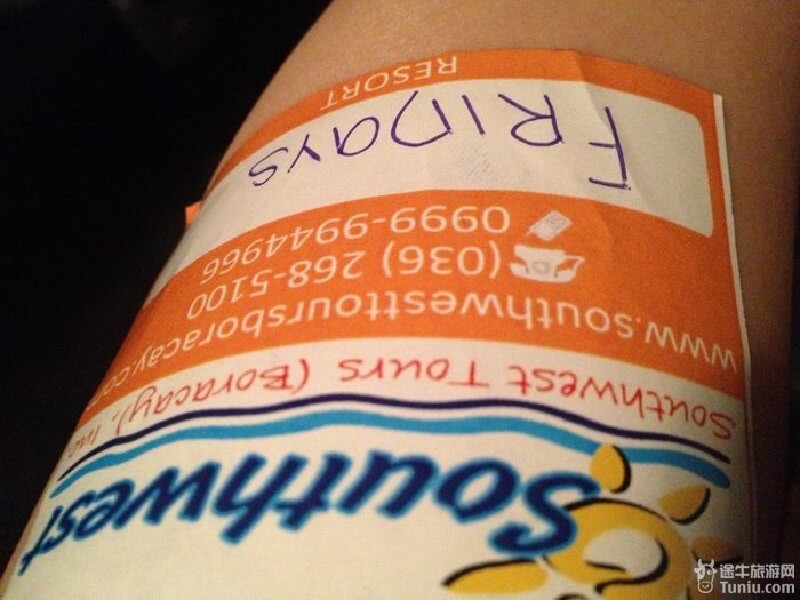 Southwest
Southwest Tours (Boracay), Inc.
www.southwesttoursboracay.com
(036) 268-5100
0999-9944966
FRIDAYS
RESORT
途牛旅游网
Tuniu.com